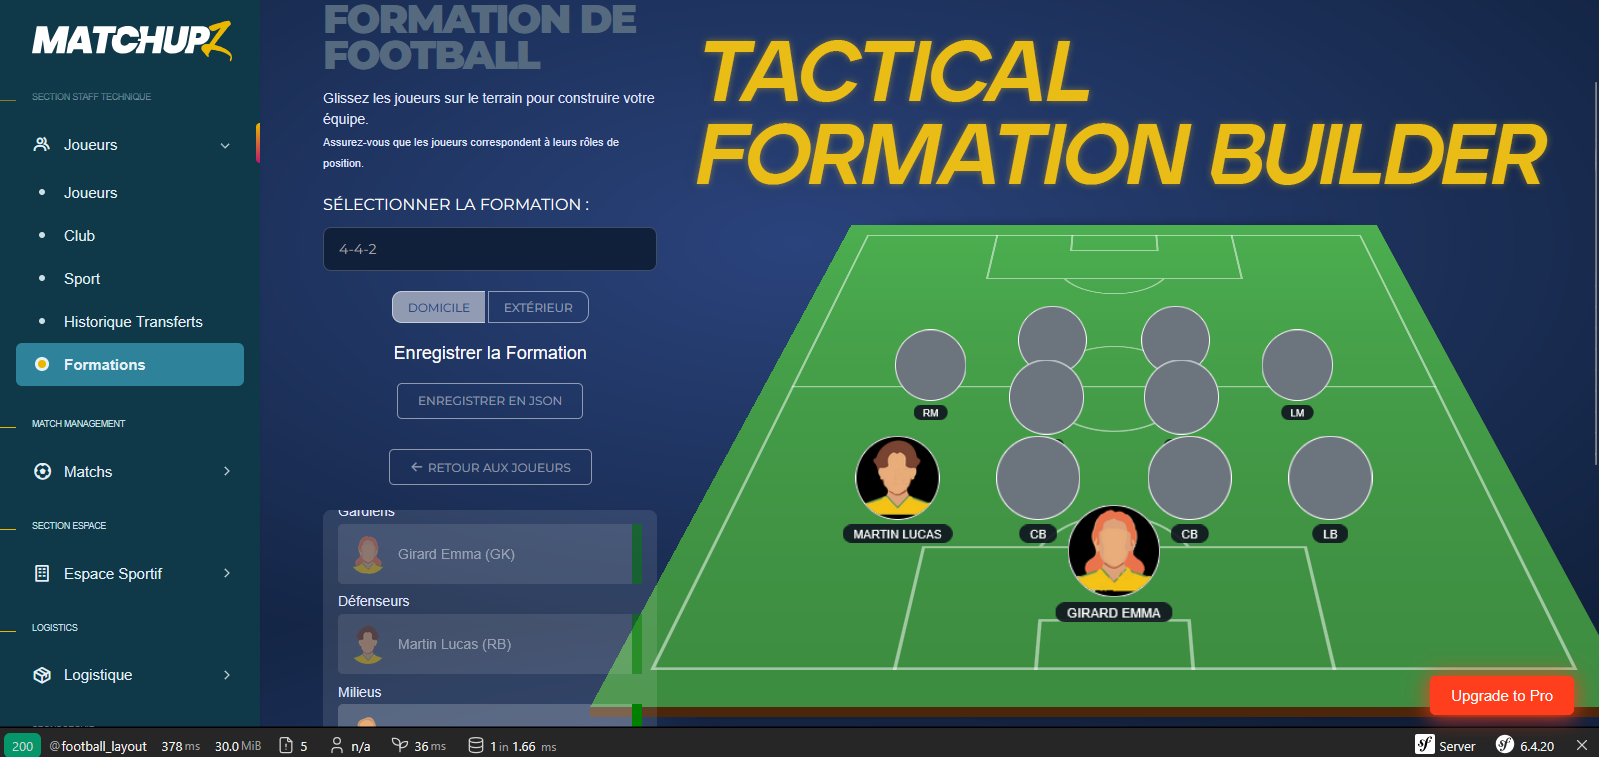 MATCHUPZ
SECTION STAFF TECHNIQUE
Joueurs
Joueurs
Club
Sport
Historique Transferts
Formations
MATCH MANAGEMENT
Matchs
SECTION ESPACE
Espace Sportif
LOGISTICS
Logistique
FORMATION DE
FOOTBALL
Glissez les joueurs sur le terrain pour construire votre
équipe.
Assurez-vous que les joueurs correspondent à leurs rôles de
position.
SÉLECTIONNER LA FORMATION :
4-4-2
DOMICILE
EXTÉRIEUR
Enregistrer la Formation
ENREGISTRER EN JSON
← RETOUR AUX JOUEURS
Gardiens
Girard Emma (GK)
Défenseurs
Martin Lucas (RB)
Milieus
TACTICAL
FORMATION BUILDER
RM
LM
MARTIN LUCAS
CB
CB
LB
GIRARD EMMA
Upgrade to Pro
200 @football_layout 378 ms 30.0 MiB 5 n/a 36 ms 1 in 1.66 ms
sf Server sf 6.4.20